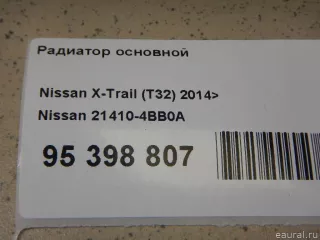 Радиатор основной
Nissan X-Trail (T32) 2014>
Nissan 21410-4BB0A
95 398 807
eaural.ru